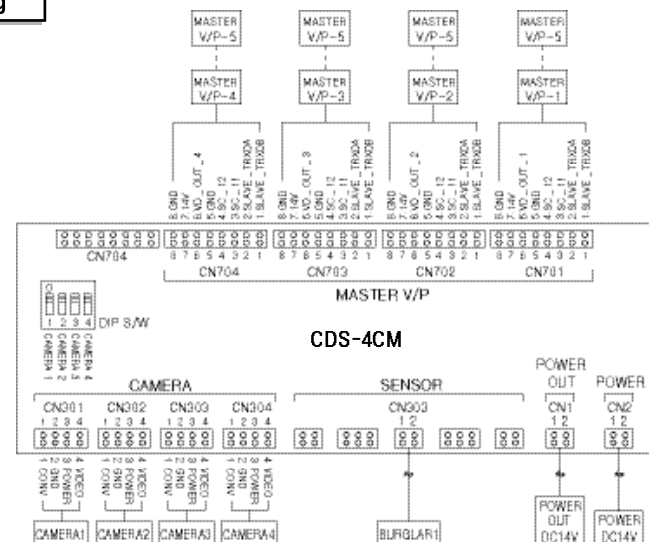 g
MASTER MASTER MASTER MASTER
V/P-5 V/P-5 V/P-5 V/P-5
MASTER MASTER MASTER MASTER
V/P-4 V/P-3 V/P-2 V/P-1
8.GND
7.14V
6.VD_OUT_4
5.GND
4.SC_12
3.SC_11
2.SLAVE_TRXDA
1.SLAVE_TRXDB
8.GND
7.14V
6.VD_OUT_3
5.GND
4.SC_12
3.SC_11
2.SLAVE_TRXDA
1.SLAVE_TRXDB
8.GND
7.14V
6.VD_OUT_2
5.GND
4.SC_12
3.SC_11
2.SLAVE_TRXDA
1.SLAVE_TRXDB
8.GND
7.14V
6.VD_OUT_1
5.GND
4.SC_12
3.SC_11
2.SLAVE_TRXDA
1.SLAVE_TRXDB
8 7 6 5 4 3 2 1 8 7 6 5 4 3 2 1 8 7 6 5 4 3 2 1 8 7 6 5 4 3 2 1
CN704 CN704 CN703 CN702 CN701
MASTER V/P
1 2 3 4 DIP S/W
CAMERA 1
CAMERA 2
CAMERA 3
CAMERA 4
CDS-4CM
CAMERA SENSOR POWER OUT POWER
CN301 CN302 CN303 CN304 CN303 CN1 CN2
1 2 3 4 1 2 3 4 1 2 3 4 1 2 3 4 1 2 1 2 1 2
1 CONV
2 GND
3 POWER
4 VIDEO
1 CONV
2 GND
3 POWER
4 VIDEO
1 CONV
2 GND
3 POWER
4 VIDEO
1 CONV
2 GND
3 POWER
4 VIDEO
CAMERA1 CAMERA2 CAMERA3 CAMERA4 BURGLAR1
POWER
OUT
DC14V
POWER
DC14V